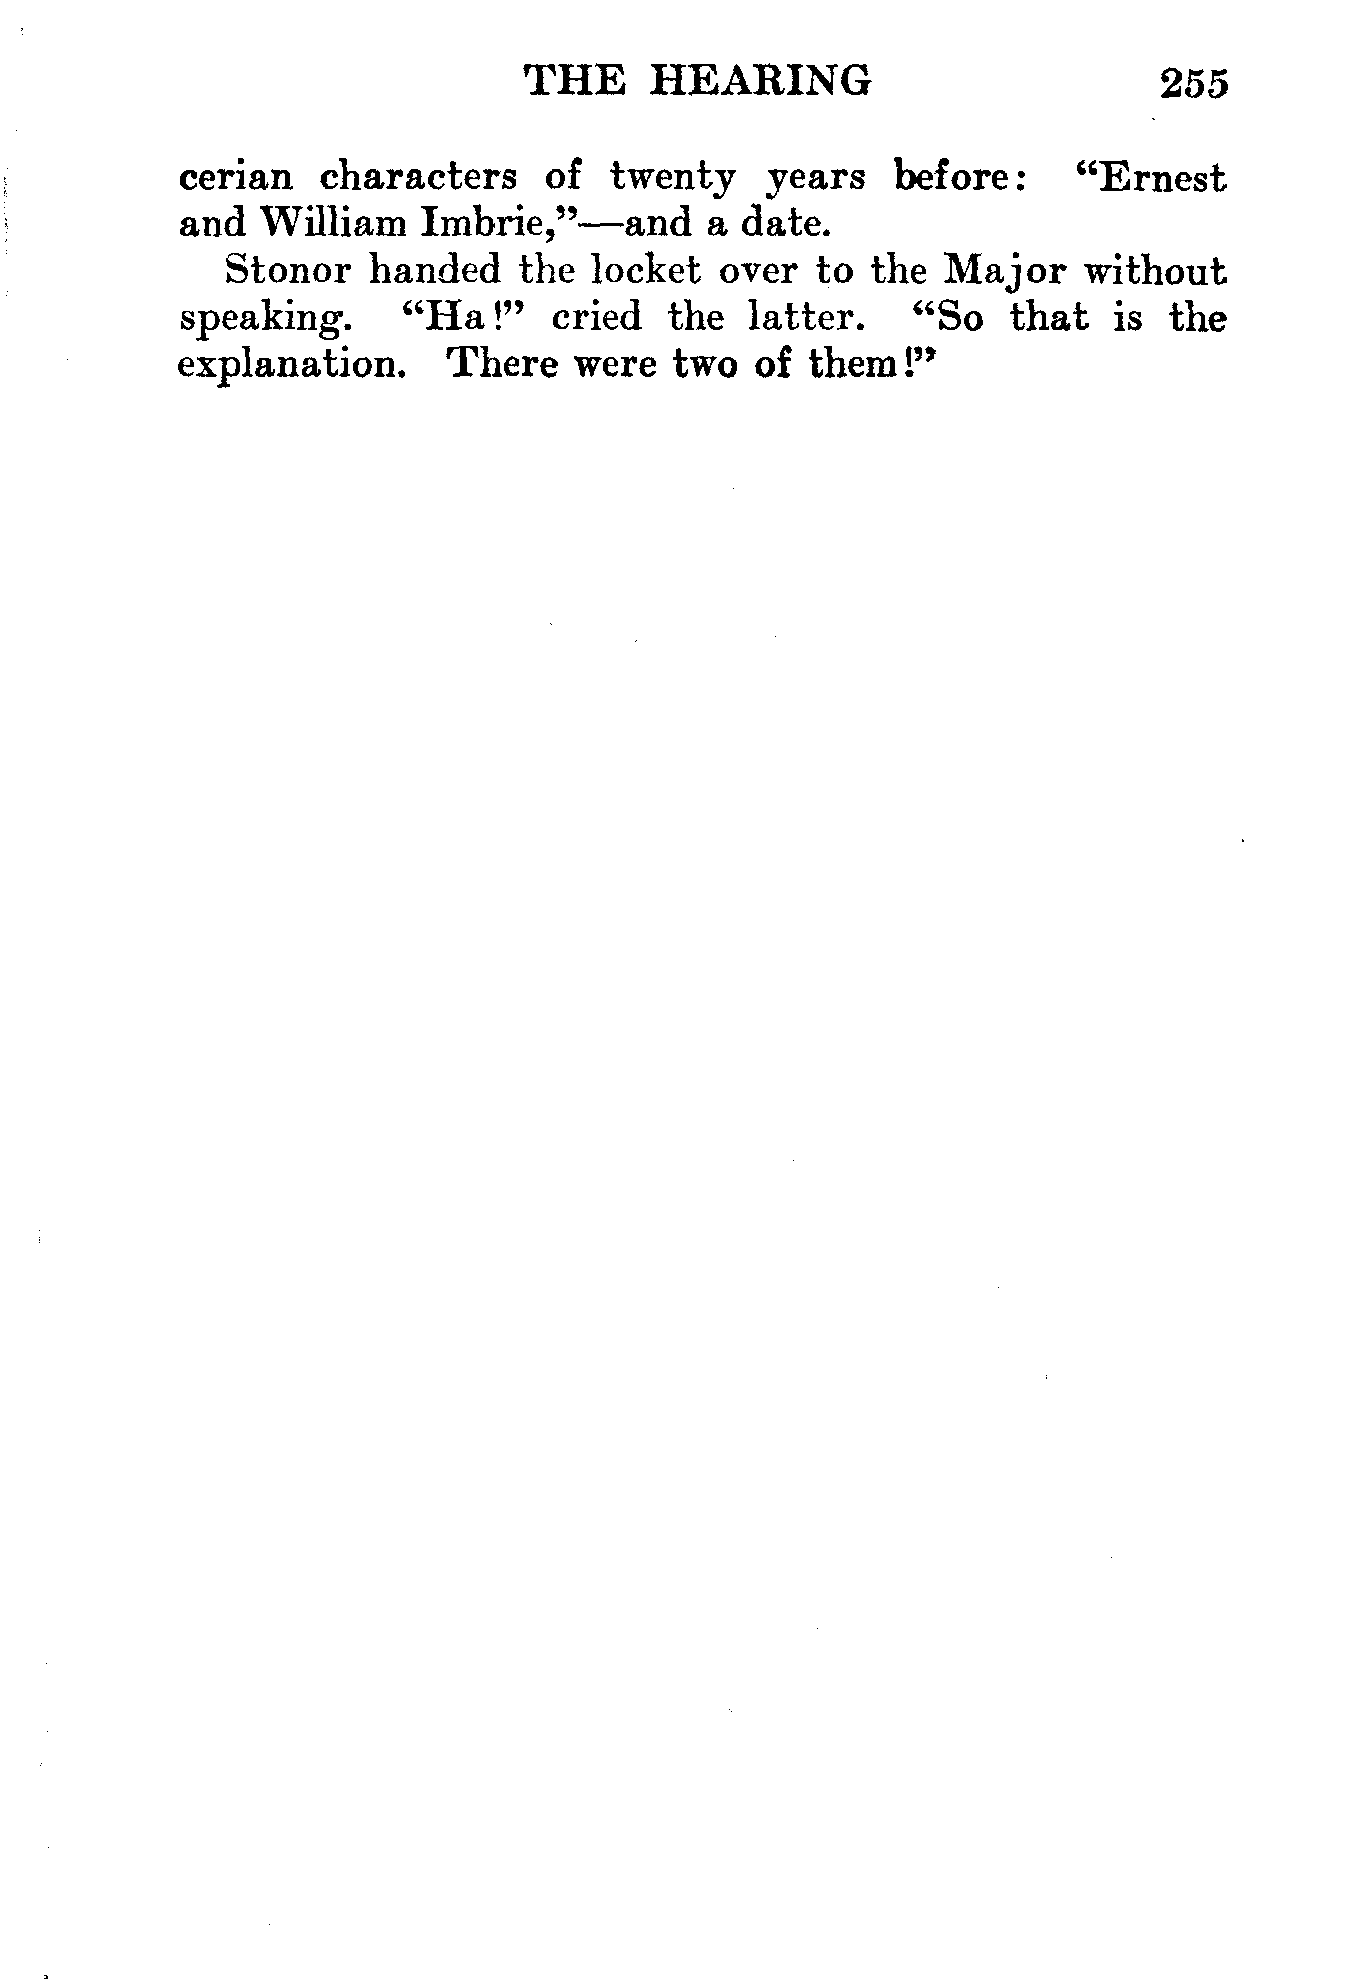 THE HEARING 255
cerian characters of twenty years before: “Ernest
and William Imbrie,”—and a date.
Stonor handed the locket over to the Major without
speaking. “Ha!” cried the latter. “So that is the
explanation. There were two of them!”